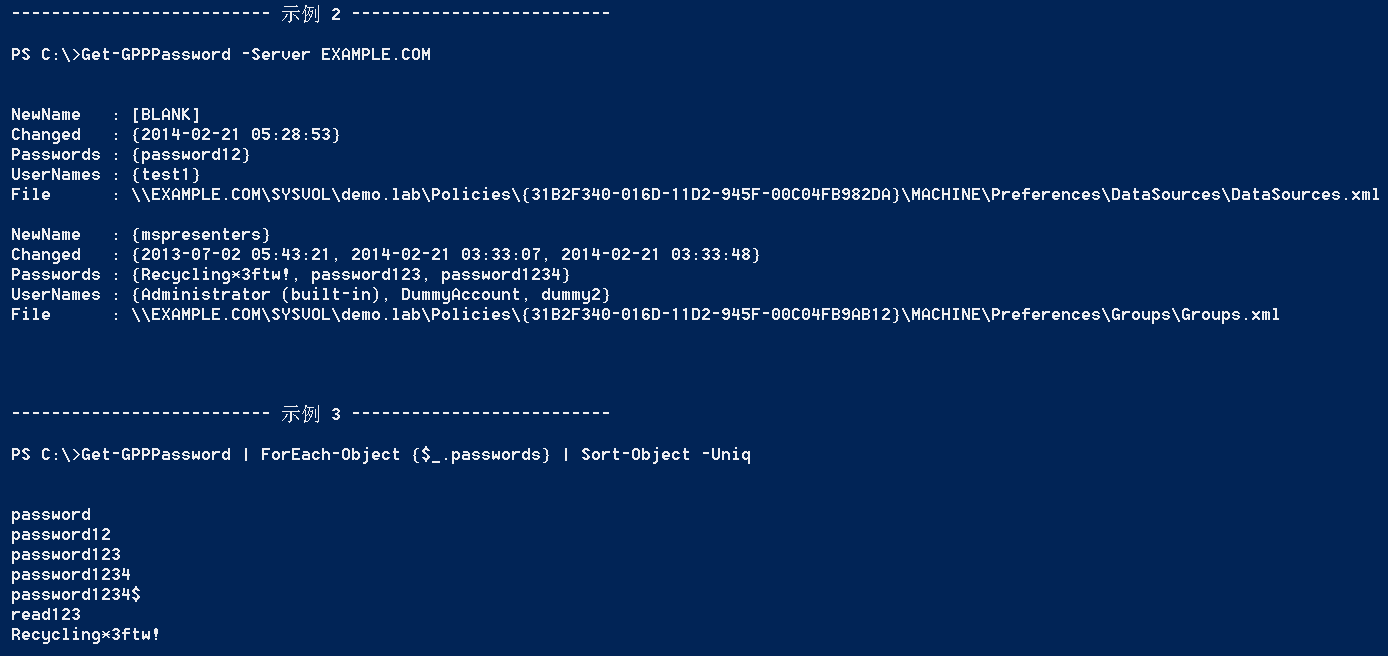 -------------------------- 示例 2 --------------------------
PS C:\>Get-GPPPassword -Server EXAMPLE.COM
NewName   : [BLANK]
Changed   : {2014-02-21 05:28:53}
Passwords : {password12}
UserNames : {test1}
File      : \\EXAMPLE.COM\SYSVOL\demo.lab\Policies\{31B2F340-016D-11D2-945F-00C04FB982DA}\MACHINE\Preferences\DataSources\DataSources.xml
NewName   : {mspresenters}
Changed   : {2013-07-02 05:43:21, 2014-02-21 03:33:07, 2014-02-21 03:33:48}
Passwords : {Recycling*3ftw!, password123, password1234}
UserNames : {Administrator (built-in), DummyAccount, dummy2}
File      : \\EXAMPLE.COM\SYSVOL\demo.lab\Policies\{31B2F340-016D-11D2-945F-00C04FB9AB12}\MACHINE\Preferences\Groups\Groups.xml
-------------------------- 示例 3 --------------------------
PS C:\>Get-GPPPassword | ForEach-Object {$_.passwords} | Sort-Object -Uniq
password
password12
password123
password1234
password1234$
read123
Recycling*3ftw!